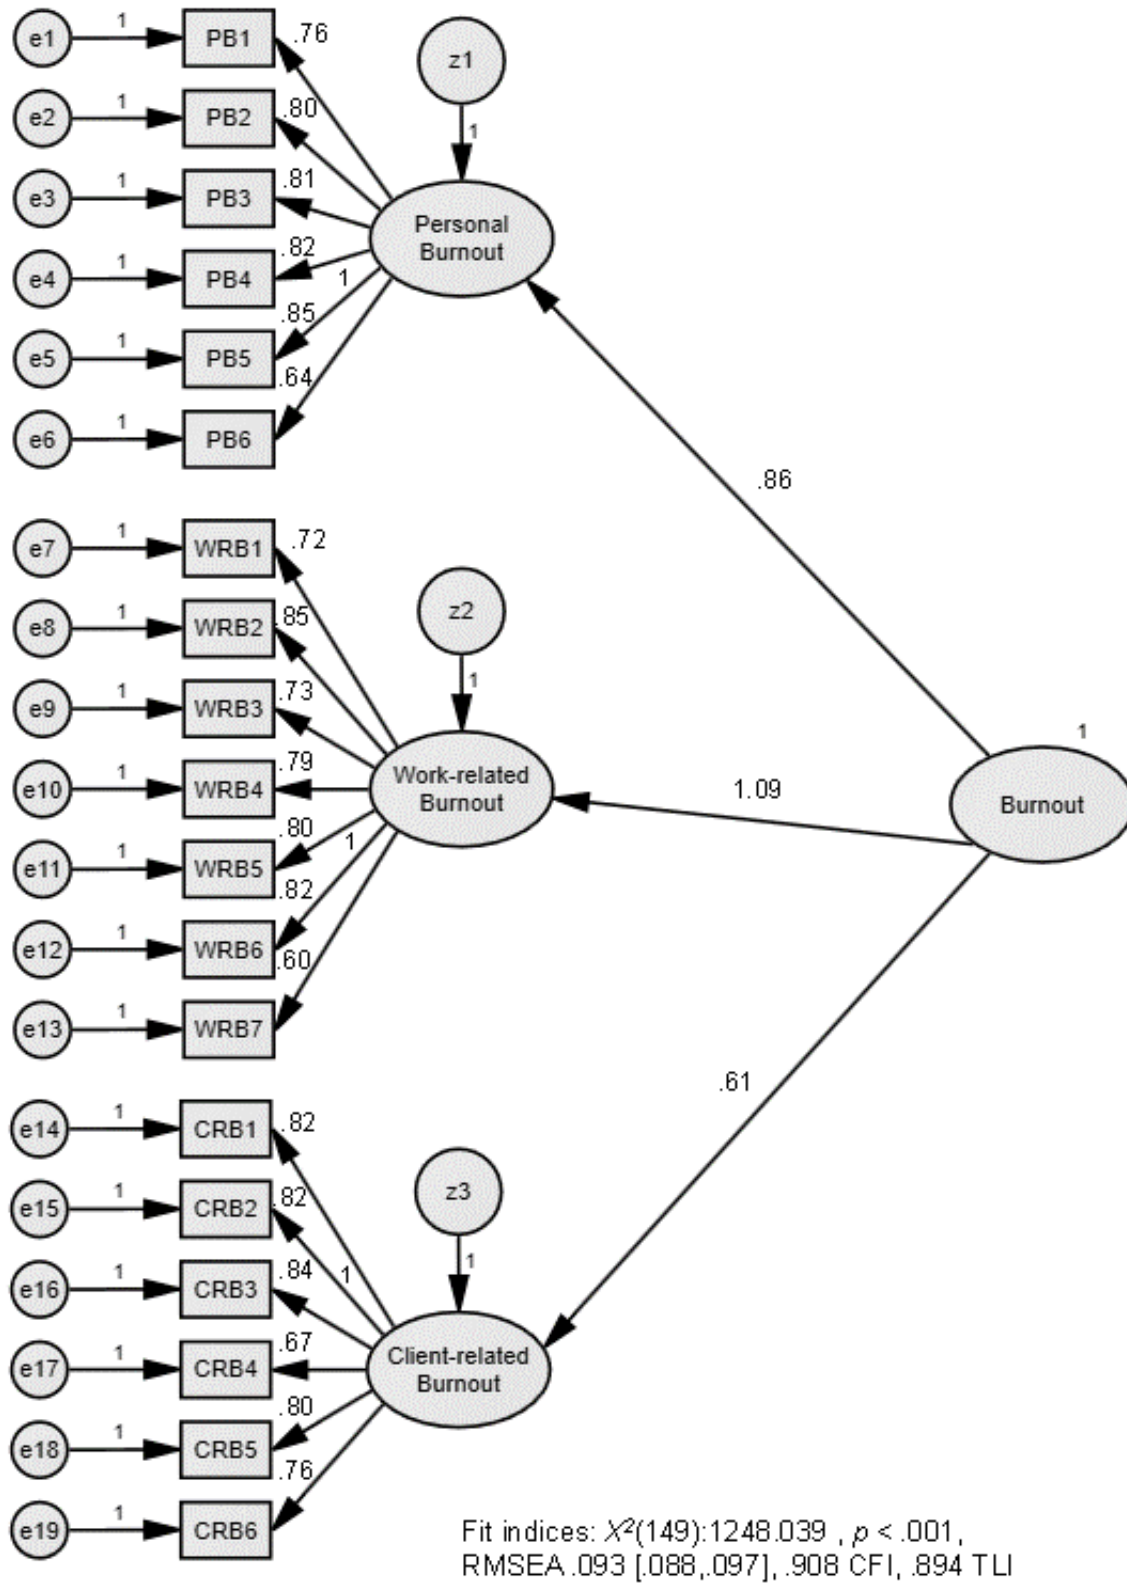 e1 1 PB1 .76
z1
e2 1 PB2 .80
1
e3 1 PB3 .81
Personal
Burnout
e4 1 PB4 .82
1
e5 1 PB5 .85
e6 1 PB6 .64
.86
e7 1 WRB1 .72
z2
e8 1 WRB2 .85
1
e9 1 WRB3 .73
1
e10 1 WRB4 .79
Work-related
Burnout
1.09
Burnout
e11 1 WRB5 .80
1
e12 1 WRB6 .82
e13 1 WRB7 .60
.61
e14 1 CRB1 .82
z3
e15 1 CRB2 .82
1
e16 1 CRB3 .84
1
e17 1 CRB4 .67
Client-related
Burnout
e18 1 CRB5 .80
e19 1 CRB6 .76
Fit indices: X²(149):1248.039 , p < .001,
RMSEA .093 [.088,.097], .908 CFI, .894 TLI